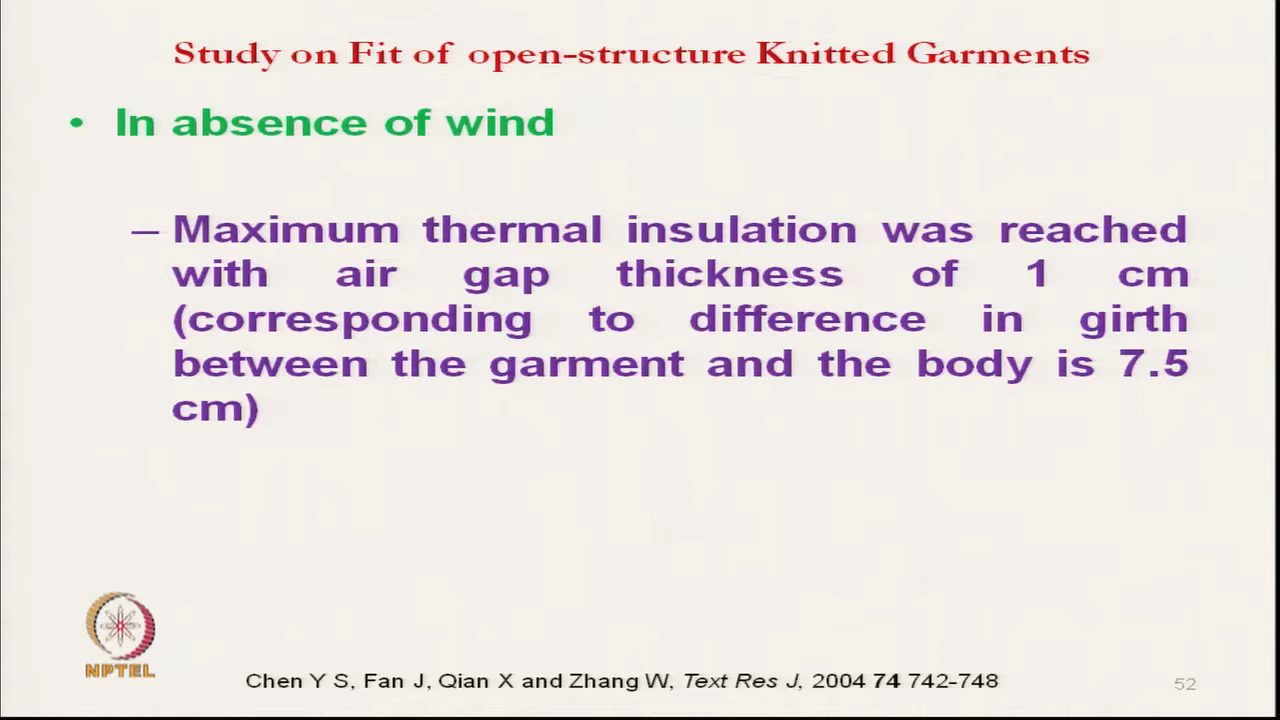 Study on Fit of open-structure Knitted Garments
• In absence of wind
– Maximum thermal insulation was reached
with air gap thickness of 1 cm
(corresponding to difference in girth
between the garment and the body is 7.5
cm)
NPTEL
Chen Y S, Fan J, Qian X and Zhang W, Text Res J, 2004 74 742-748
52